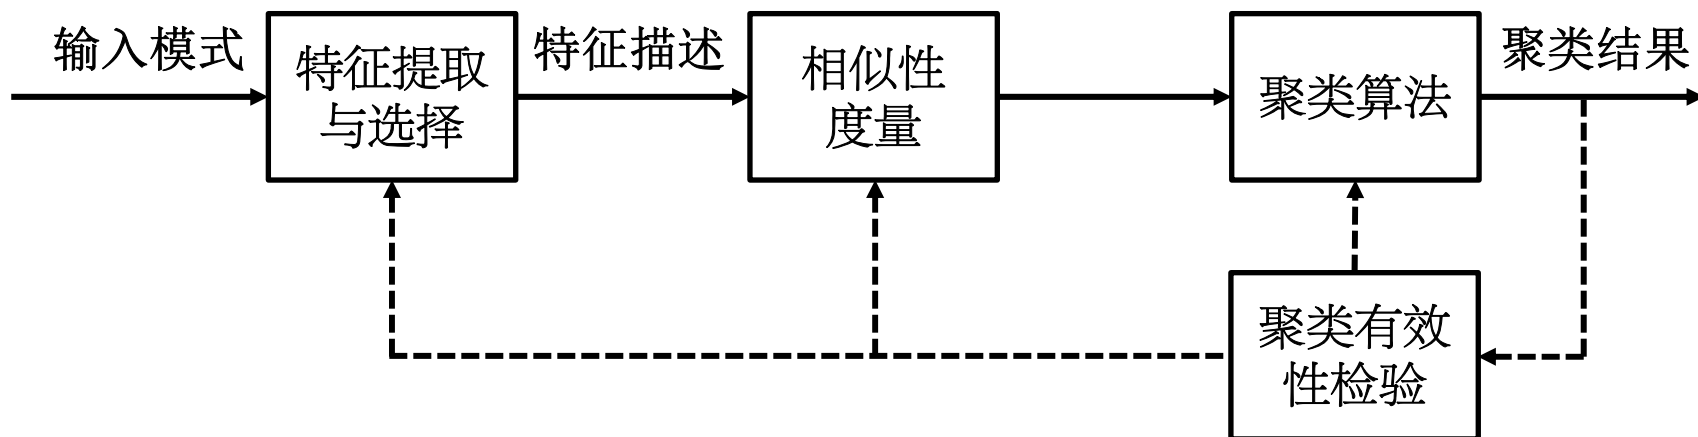 输入模式
特征提取
与选择
特征描述
相似性
度量
聚类算法
聚类结果
聚类有效
性检验